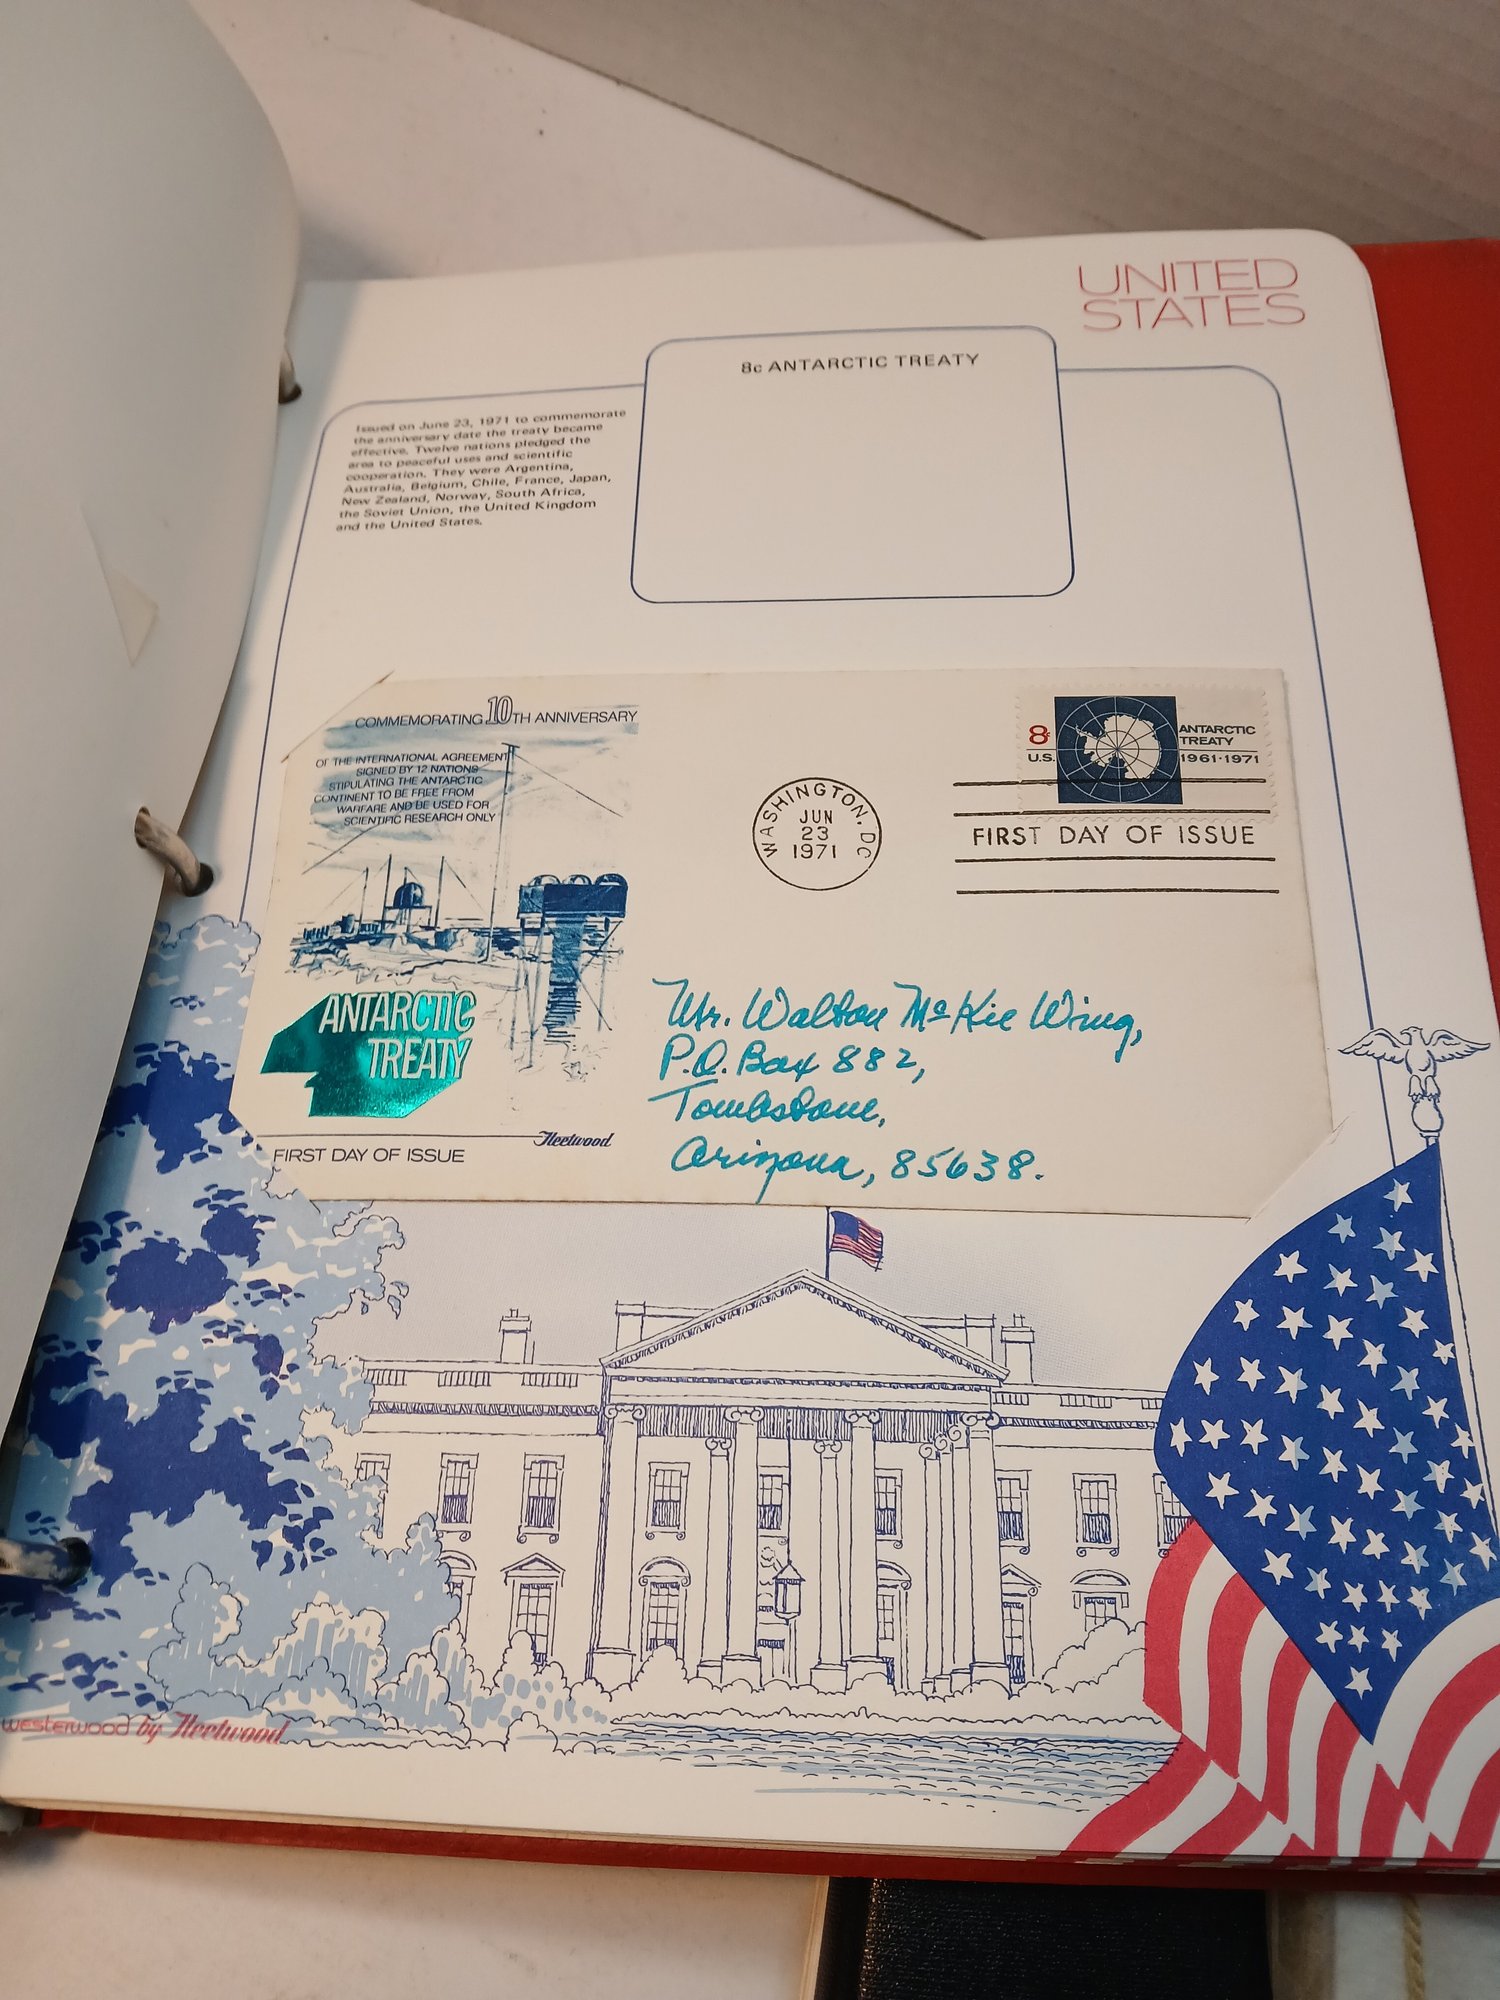 UNITED
STATES
8c ANTARCTIC TREATY
Issued on June 23, 1971 to commemorate
the anniversary date the treaty became
effective. Twelve nations pledged the
area to peaceful uses and scientific
cooperation. They were Argentina,
Australia, Belgium, Chile, France, Japan,
New Zealand, Norway, South Africa,
the Soviet Union, the United Kingdom
and the United States.
COMMEMORATING 10TH ANNIVERSARY
OF THE INTERNATIONAL AGREEMENT
SIGNED BY 12 NATIONS
STIPULATING THE ANTARCTIC
CONTINENT TO BE FREE FROM
WARFARE AND BE USED FOR
SCIENTIFIC RESEARCH ONLY
ANTARCTIC
TREATY
Fleetwood
FIRST DAY OF ISSUE
WASHINGTON, DC
JUN
23
1971
8c
U.S.
ANTARCTIC
TREATY
1961·1971
FIRST DAY OF ISSUE
Mr. Walton McKie Wing,
P.O. Box 882,
Tombstone,
Arizona, 85638.
westerwood by Fleetwood